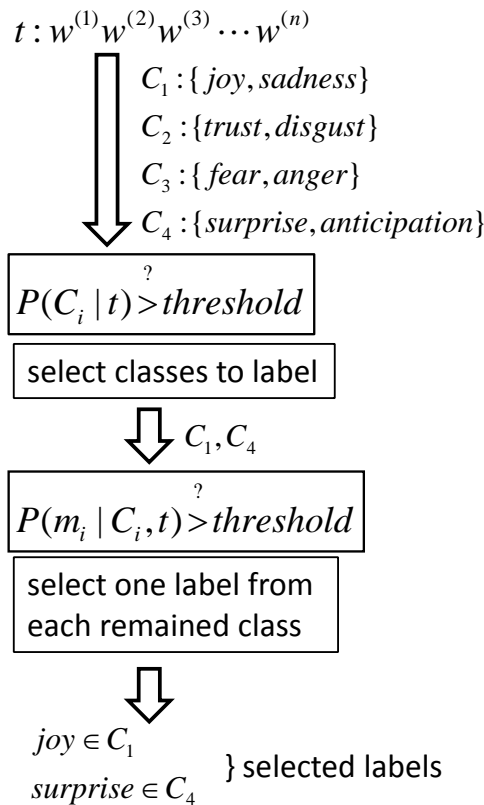 t : w^(1) w^(2) w^(3) ⋯ w^(n)
C_1 : { joy, sadness}
C_2 : {trust, disgust}
C_3 : { fear, anger}
C_4 : {surprise, anticipation}
?
P(C_i | t) > threshold
select classes to label
C_1, C_4
?
P(m_i | C_i, t) > threshold
select one label from
each remained class
joy ∈ C_1
} selected labels
surprise ∈ C_4